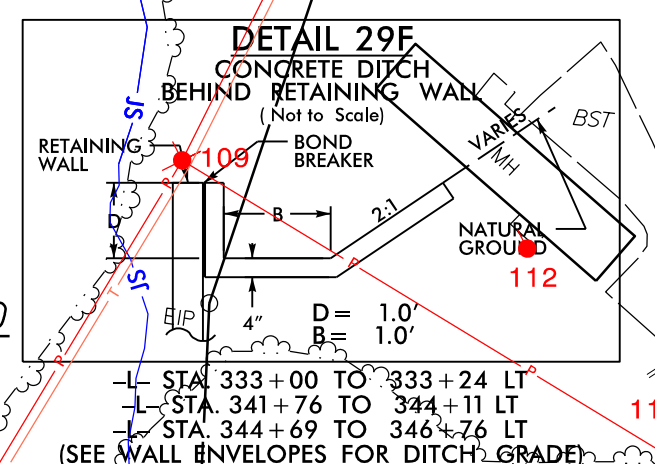 DETAIL 29F
CONCRETE DITCH
BEHIND RETAINING WALL
( Not to Scale)
JS
RETAINING
WALL
109
BOND
BREAKER
VARIES
BST
MH
P
D
B
2:1
NATURAL
GROUND
112
P
T
JS
EIP
4"
D = 1.0'
B = 1.0'
P
P
-L- STA. 333+00 TO 333+24 LT
-L- STA. 341+76 TO 344+11 LT
-L- STA. 344+69 TO 346+76 LT
(SEE WALL ENVELOPES FOR DITCH GRADE)